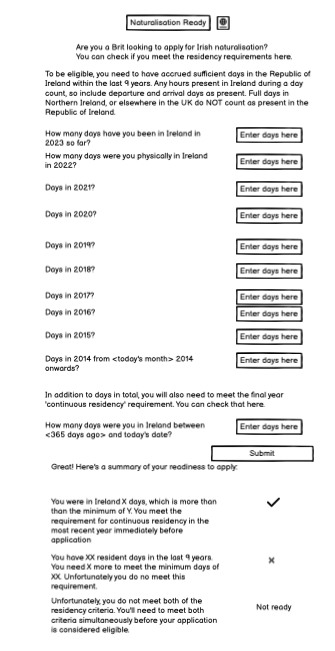 Naturalisation Ready
Are you a Brit looking to apply for Irish naturalisation?
You can check if you meet the residency requirements here.
To be eligible, you need to have accrued sufficient days in the Republic of
Ireland within the last 9 years. Any hours present in Ireland during a day
count, so include departure and arrival days as present. Full days in
Northern Ireland, or elsewhere in the UK do NOT count as present in the
Republic of Ireland.
How many days have you been in Ireland in
2023 so far?
Enter days here
How many days were you physically in Ireland
in 2022?
Enter days here
Days in 2021?
Enter days here
Days in 2020?
Enter days here
Days in 2019?
Enter days here
Days in 2018?
Enter days here
Days in 2017?
Enter days here
Days in 2016?
Enter days here
Days in 2015?
Enter days here
Days in 2014 from <today's month> 2014
onwards?
Enter days here
In addition to days in total, you will also need to meet the final year
'continuous residency' requirement. You can check that here.
How many days were you in Ireland between
<365 days ago> and today's date?
Enter days here
Submit
Great! Here's a summary of your readiness to apply:
You were in Ireland X days, which is more than
than the minimum of Y. You meet the
requirement for continuous residency in the
most recent year immediately before
application
You have XX resident days in the last 9 years.
You need X more to meet the minimum days of
XX. Unfortunately you do no meet this
requirement.
Unfortunately, you do not meet both of the
residency criteria. You'll need to meet both
criteria simultaneously before your application
is considered eligible.
Not ready